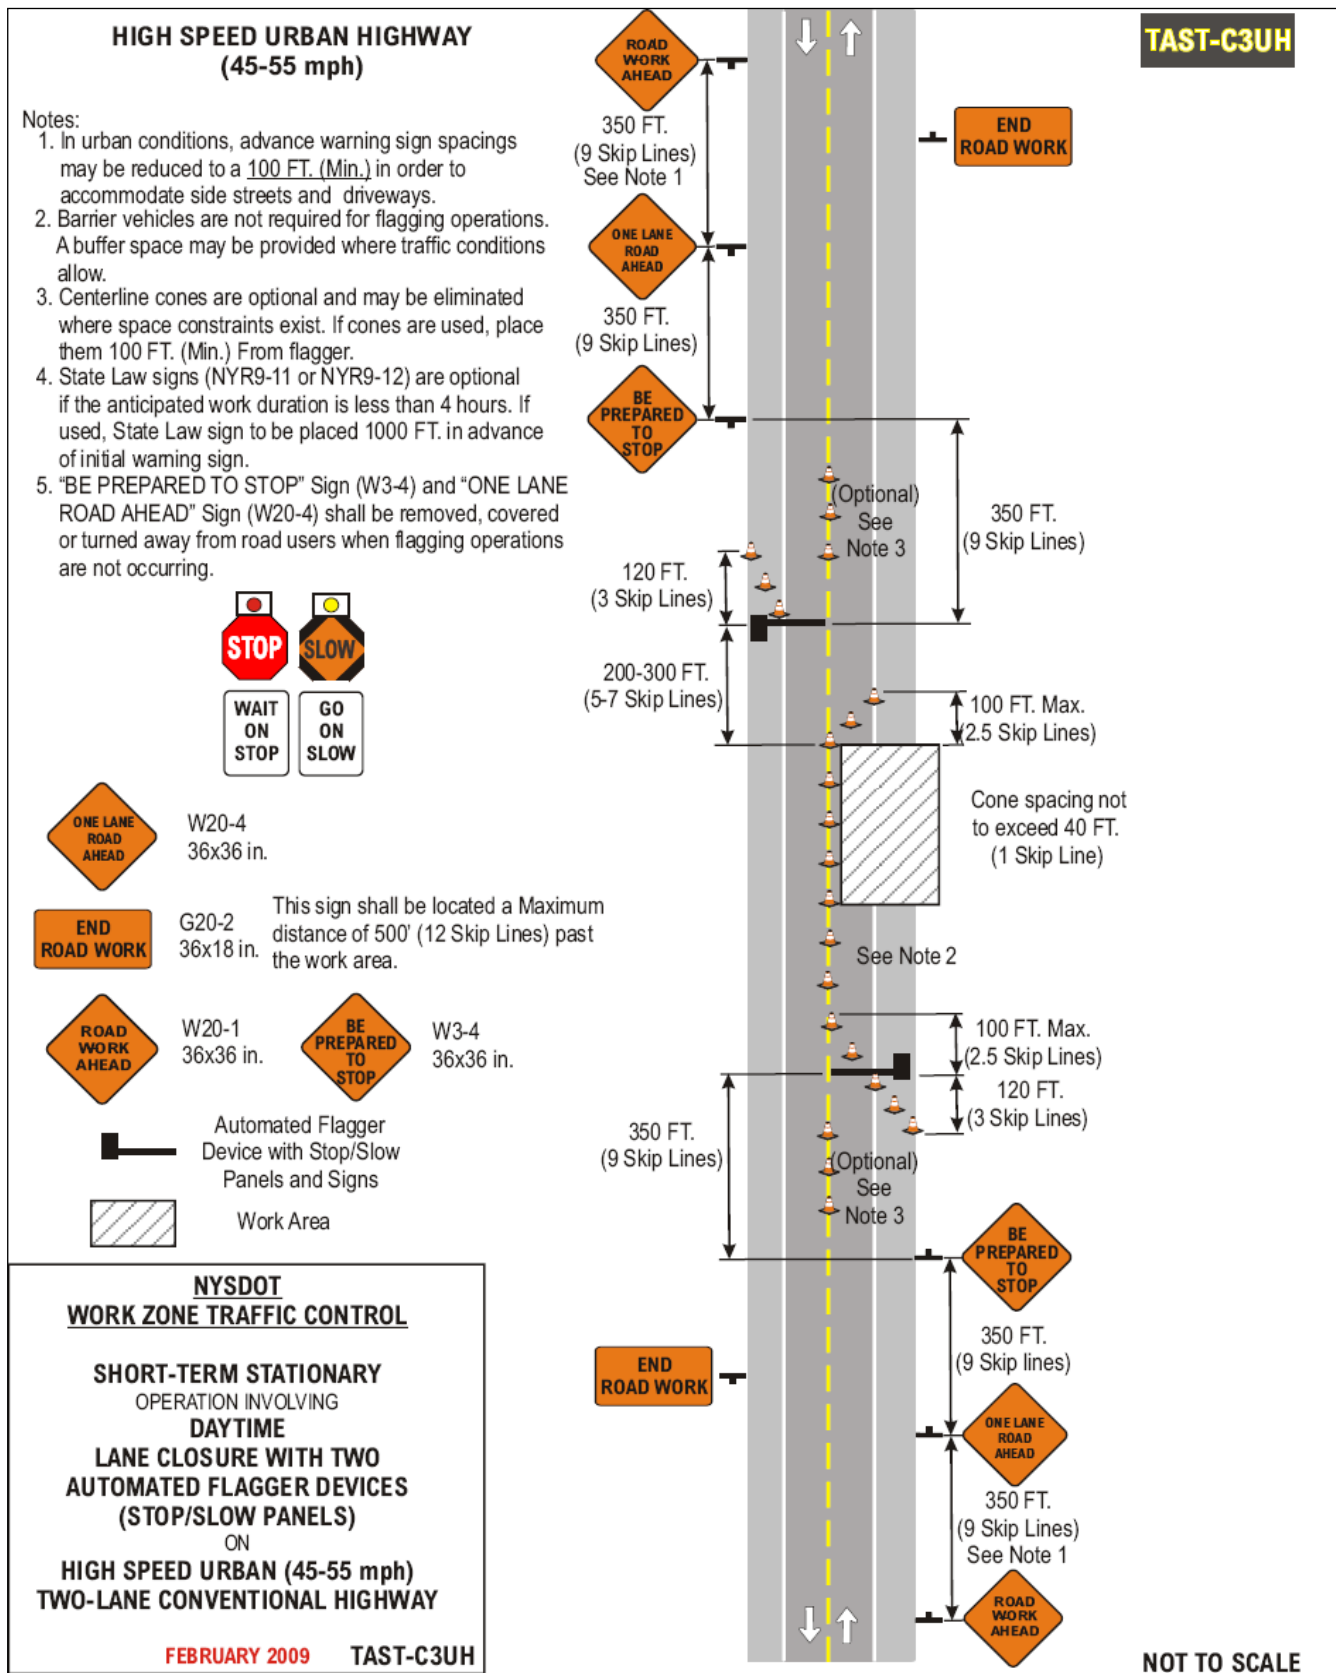 HIGH SPEED URBAN HIGHWAY
(45-55 mph)
TAST-C3UH
Notes:
1. In urban conditions, advance warning sign spacings
may be reduced to a 100 FT. (Min.) in order to
accommodate side streets and driveways.
2. Barrier vehicles are not required for flagging operations.
A buffer space may be provided where traffic conditions
allow.
3. Centerline cones are optional and may be eliminated
where space constraints exist. If cones are used, place
them 100 FT. (Min.) From flagger.
4. State Law signs (NYR9-11 or NYR9-12) are optional
if the anticipated work duration is less than 4 hours. If
used, State Law sign to be placed 1000 FT. in advance
of initial warning sign.
5. “BE PREPARED TO STOP” Sign (W3-4) and “ONE LANE
ROAD AHEAD” Sign (W20-4) shall be removed, covered
or turned away from road users when flagging operations
are not occurring.
STOP
SLOW
WAIT
ON
STOP
GO
ON
SLOW
ONE LANE
ROAD
AHEAD
W20-4
36x36 in.
END
ROAD WORK
G20-2
36x18 in.
This sign shall be located a Maximum
distance of 500' (12 Skip Lines) past
the work area.
ROAD
WORK
AHEAD
W20-1
36x36 in.
BE
PREPARED
TO
STOP
W3-4
36x36 in.
Automated Flagger
Device with Stop/Slow
Panels and Signs
Work Area
NYSDOT
WORK ZONE TRAFFIC CONTROL
SHORT-TERM STATIONARY
OPERATION INVOLVING
DAYTIME
LANE CLOSURE WITH TWO
AUTOMATED FLAGGER DEVICES
(STOP/SLOW PANELS)
ON
HIGH SPEED URBAN (45-55 mph)
TWO-LANE CONVENTIONAL HIGHWAY
FEBRUARY 2009
TAST-C3UH
ROAD
WORK
AHEAD
350 FT.
(9 Skip Lines)
See Note 1
END
ROAD WORK
ONE LANE
ROAD
AHEAD
350 FT.
(9 Skip Lines)
BE
PREPARED
TO
STOP
(Optional)
See
Note 3
350 FT.
(9 Skip Lines)
120 FT.
(3 Skip Lines)
200-300 FT.
(5-7 Skip Lines)
100 FT. Max.
(2.5 Skip Lines)
Cone spacing not
to exceed 40 FT.
(1 Skip Line)
See Note 2
100 FT. Max.
(2.5 Skip Lines)
120 FT.
(3 Skip Lines)
350 FT.
(9 Skip Lines)
(Optional)
See
Note 3
BE
PREPARED
TO
STOP
350 FT.
(9 Skip lines)
END
ROAD WORK
ONE LANE
ROAD
AHEAD
350 FT.
(9 Skip Lines)
See Note 1
ROAD
WORK
AHEAD
NOT TO SCALE